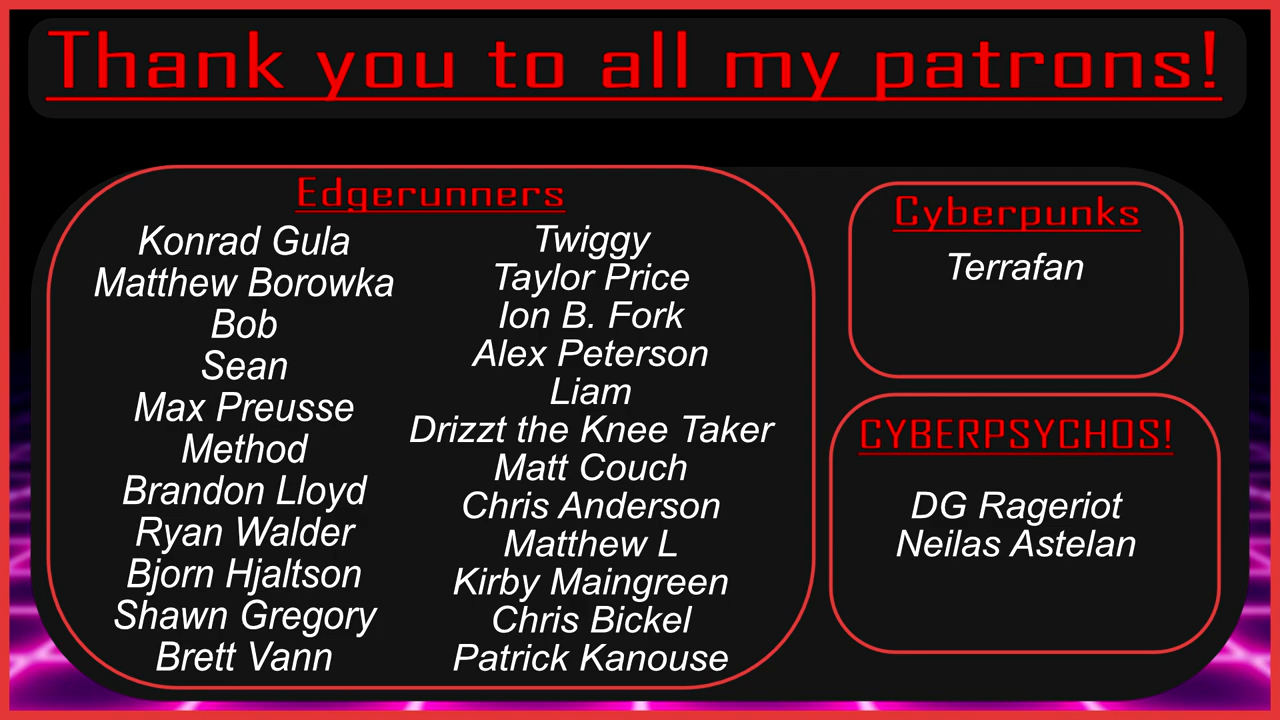 Thank you to all my patrons!
Edgerunners
Konrad Gula
Matthew Borowka
Bob
Sean
Max Preusse
Method
Brandon Lloyd
Ryan Walder
Bjorn Hjaltson
Shawn Gregory
Brett Vann
Twiggy
Taylor Price
Ion B. Fork
Alex Peterson
Liam
Drizzt the Knee Taker
Matt Couch
Chris Anderson
Matthew L
Kirby Maingreen
Chris Bickel
Patrick Kanouse
Cyberpunks
Terrafan
CYBERPSYCHOS!
DG Rageriot
Neilas Astelan